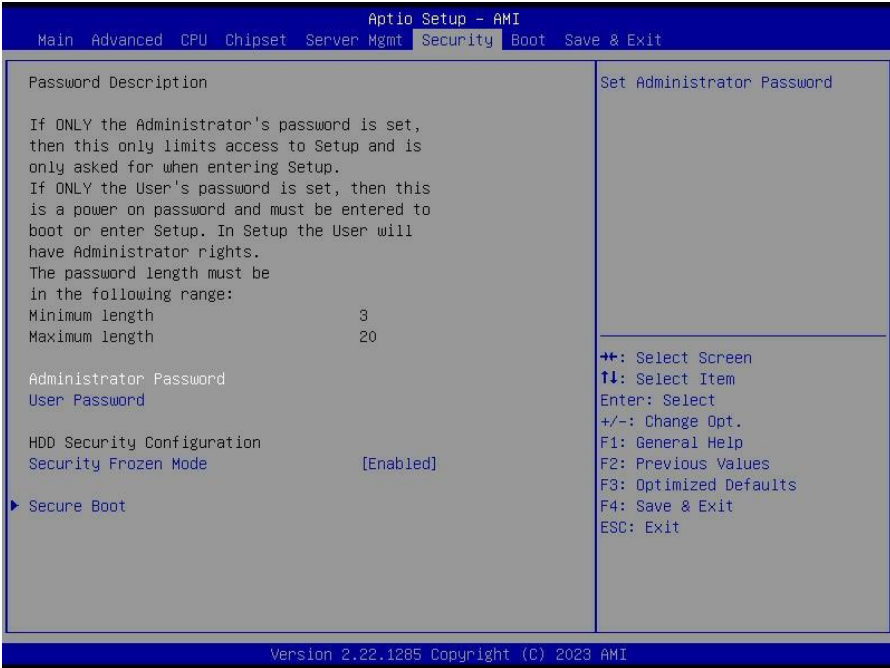 Aptio Setup – AMI
Main Advanced CPU Chipset Server Mgmt Security Boot Save & Exit
Password Description
If ONLY the Administrator's password is set,
then this only limits access to Setup and is
only asked for when entering Setup.
If ONLY the User's password is set, then this
is a power on password and must be entered to
boot or enter Setup. In Setup the User will
have Administrator rights.
The password length must be
in the following range:
Minimum length 3
Maximum length 20
Administrator Password
User Password
HDD Security Configuration
Security Frozen Mode [Enabled]
Secure Boot
Set Administrator Password
→←: Select Screen
↑↓: Select Item
Enter: Select
+/-: Change Opt.
F1: General Help
F2: Previous Values
F3: Optimized Defaults
F4: Save & Exit
ESC: Exit
Version 2.22.1285 Copyright (C) 2023 AMI